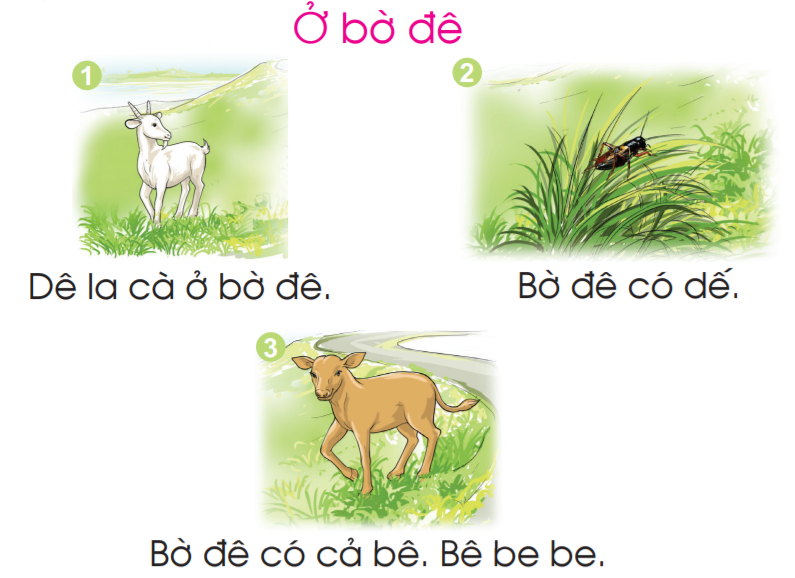 Ở bờ đê
1
Dê la cà ở bờ đê.
2
Bờ đê có dế.
3
Bờ đê có cả bê. Bê be be.